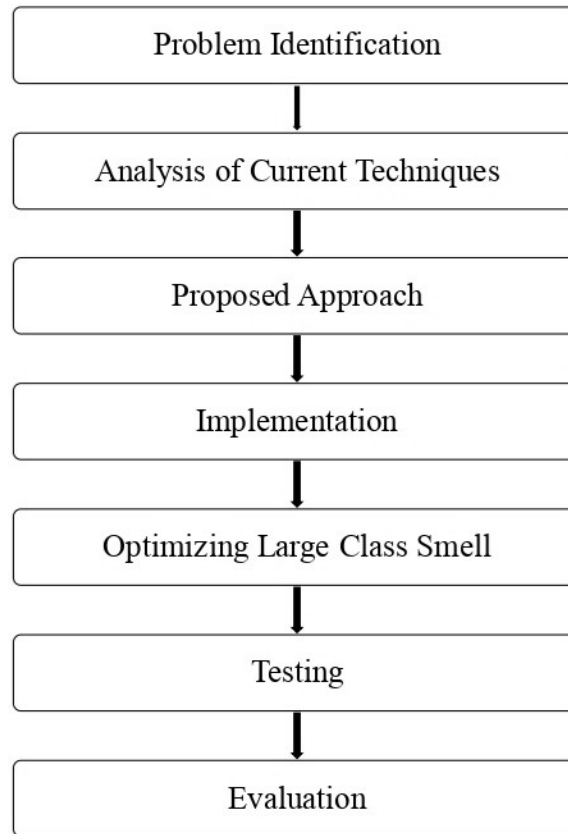 Problem Identification
Analysis of Current Techniques
Proposed Approach
Implementation
Optimizing Large Class Smell
Testing
Evaluation